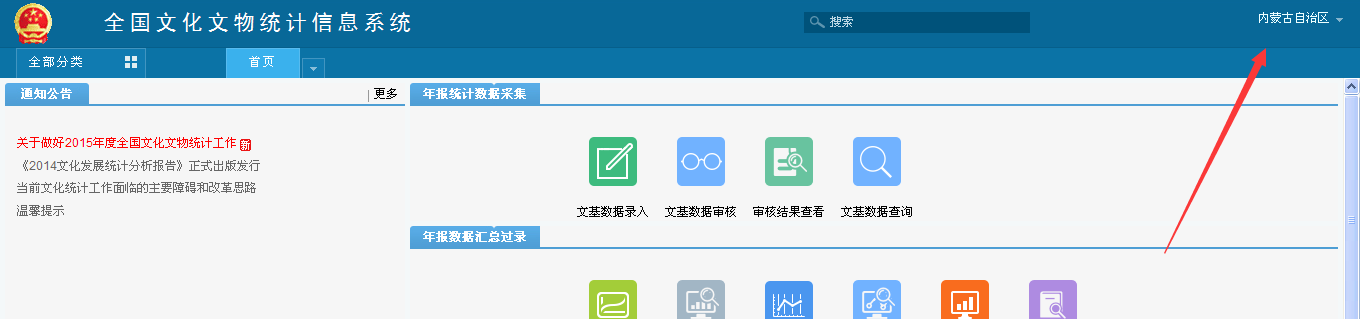 全国文化文物统计信息系统
搜索
内蒙古自治区
全部分类
首页
通知公告
更多
关于做好2015年度全国文化文物统计工作 新
《2014文化发展统计分析报告》正式出版发行
当前文化统计工作面临的主要障碍和改革思路
温馨提示
年报统计数据采集
文基数据录入
文基数据审核
审核结果查看
文基数据查询
年报数据汇总过录